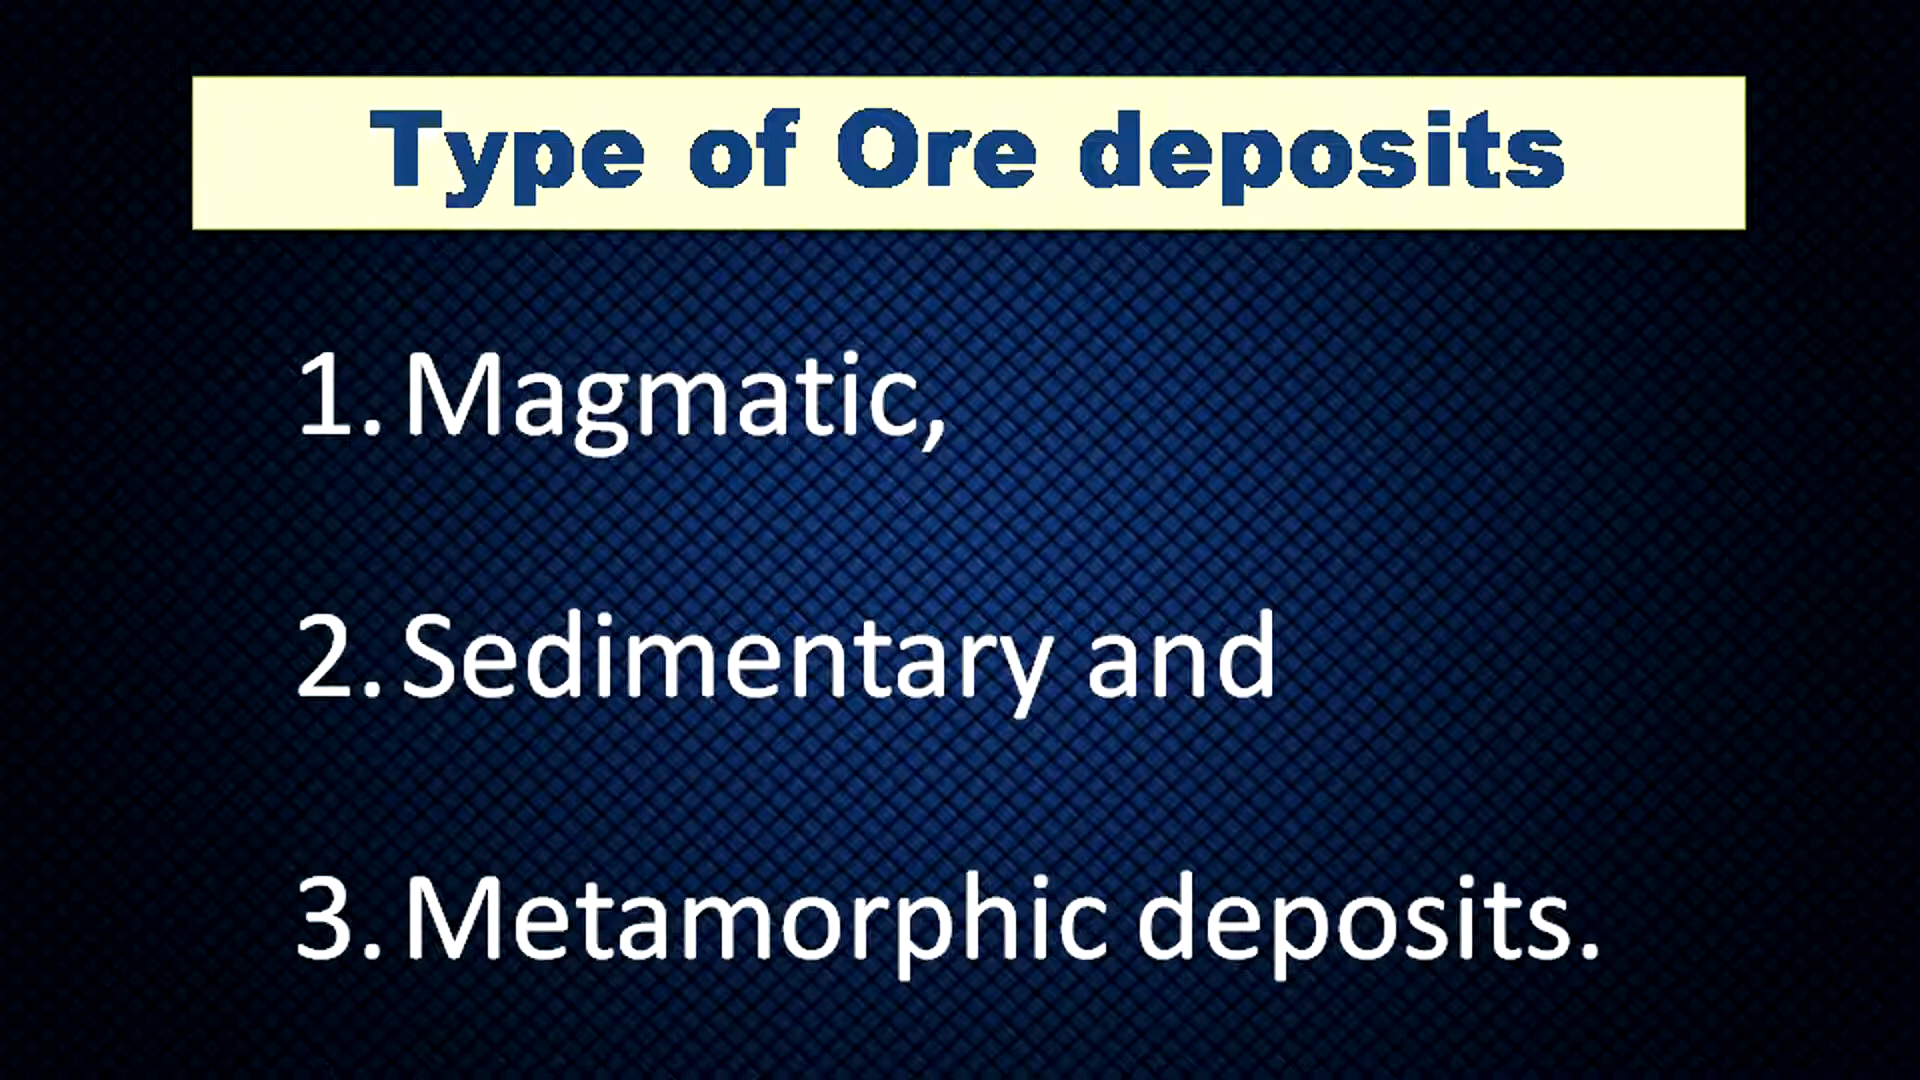 Type of Ore deposits
1. Magmatic,
2. Sedimentary and
3. Metamorphic deposits.